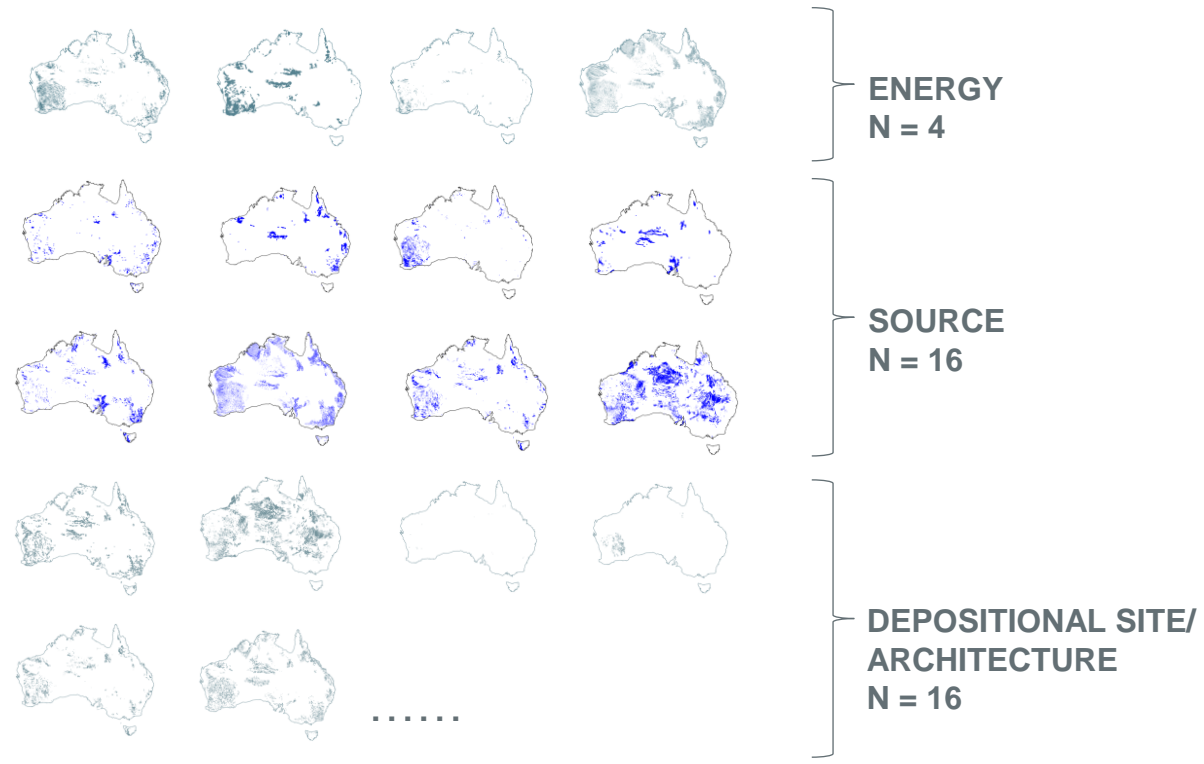 ENERGY
N = 4
SOURCE
N = 16
DEPOSITIONAL SITE/
ARCHITECTURE
N = 16
......